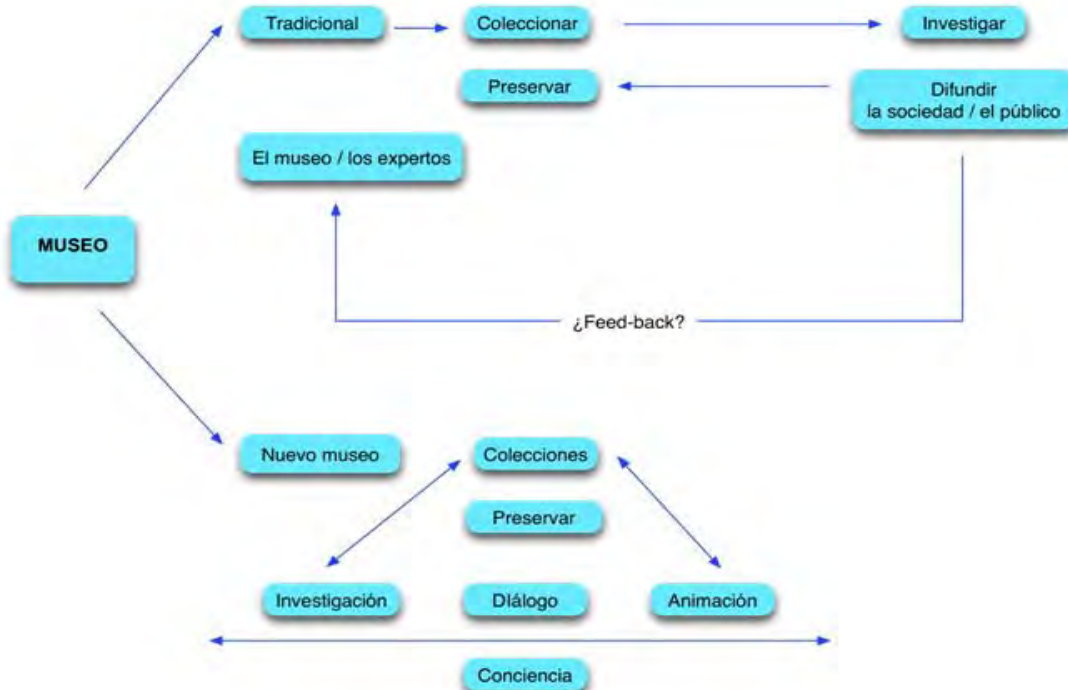 Tradicional
Coleccionar
Investigar
Preservar
Difundir
la sociedad / el público
El museo / los expertos
MUSEO
¿Feed-back?
Nuevo museo
Colecciones
Preservar
Investigación
DIálogo
Animación
Conciencia